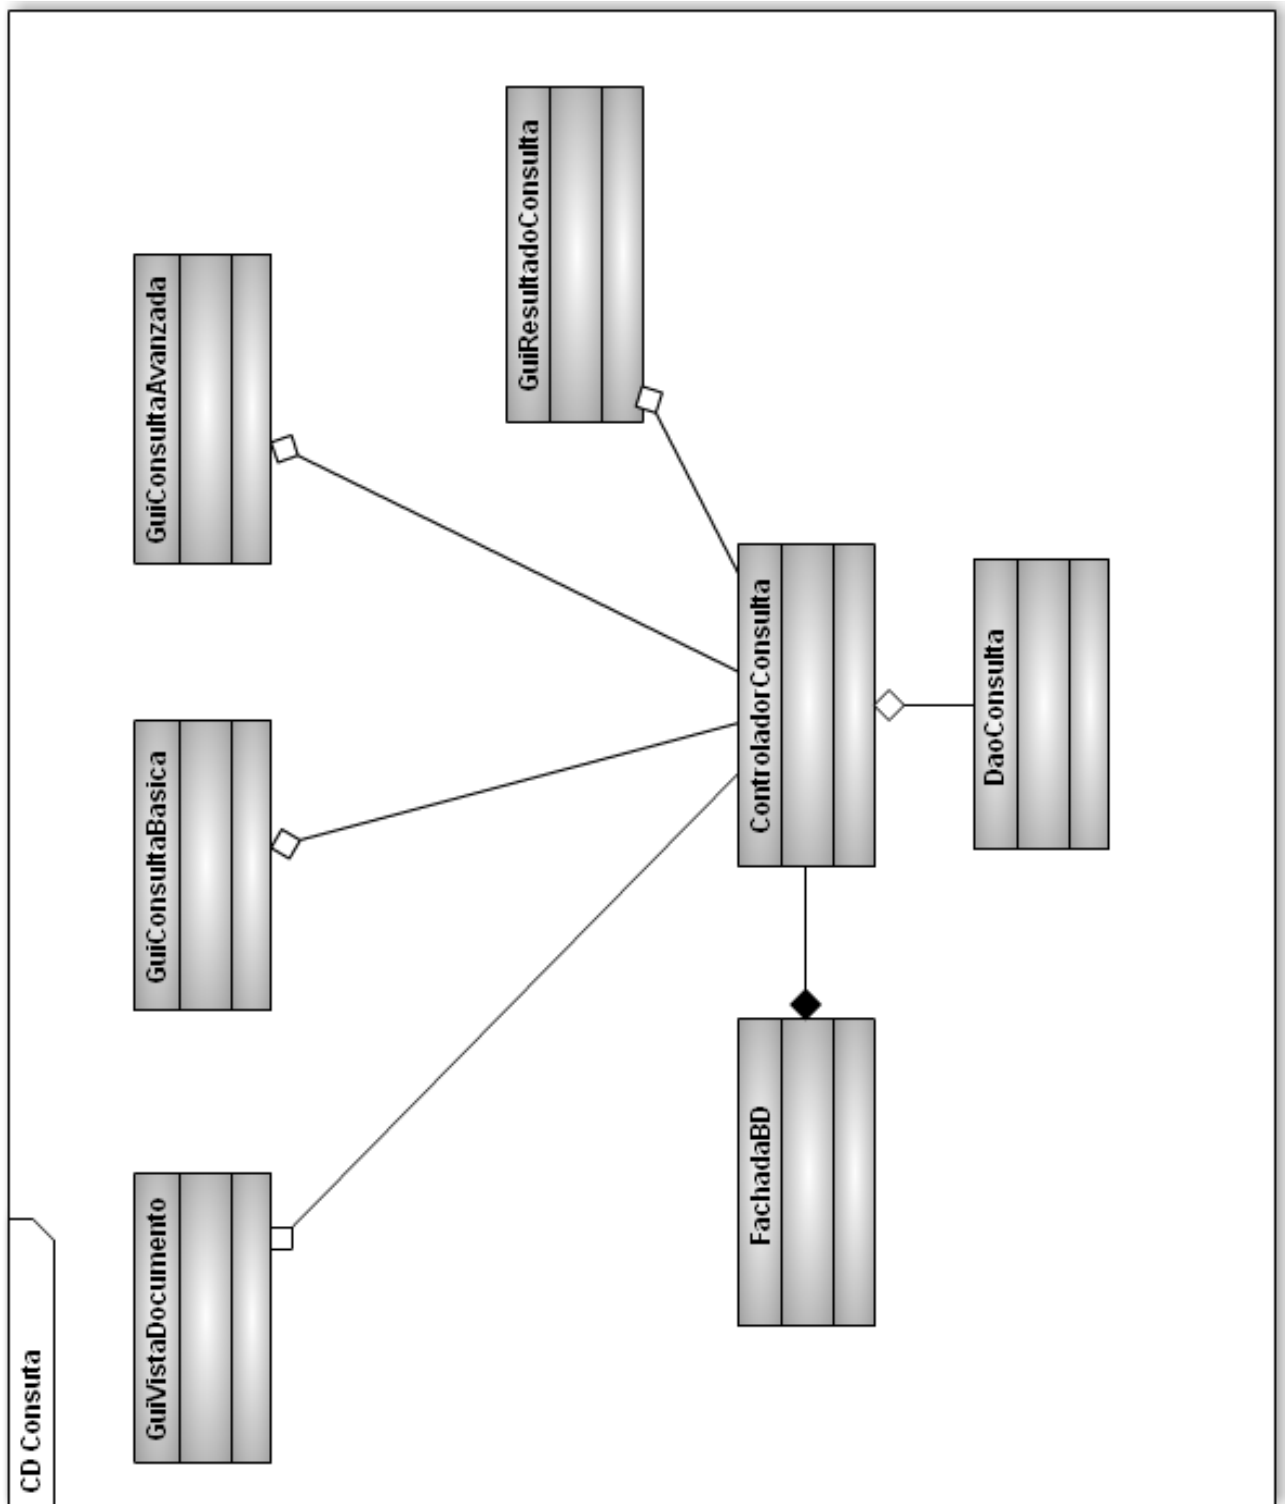 CD Consuta
GuiVistaDocumento
GuiConsultaBasica
GuiConsultaAvanzada
GuiResultadoConsulta
FachadaBD
ControladorConsulta
DaoConsulta